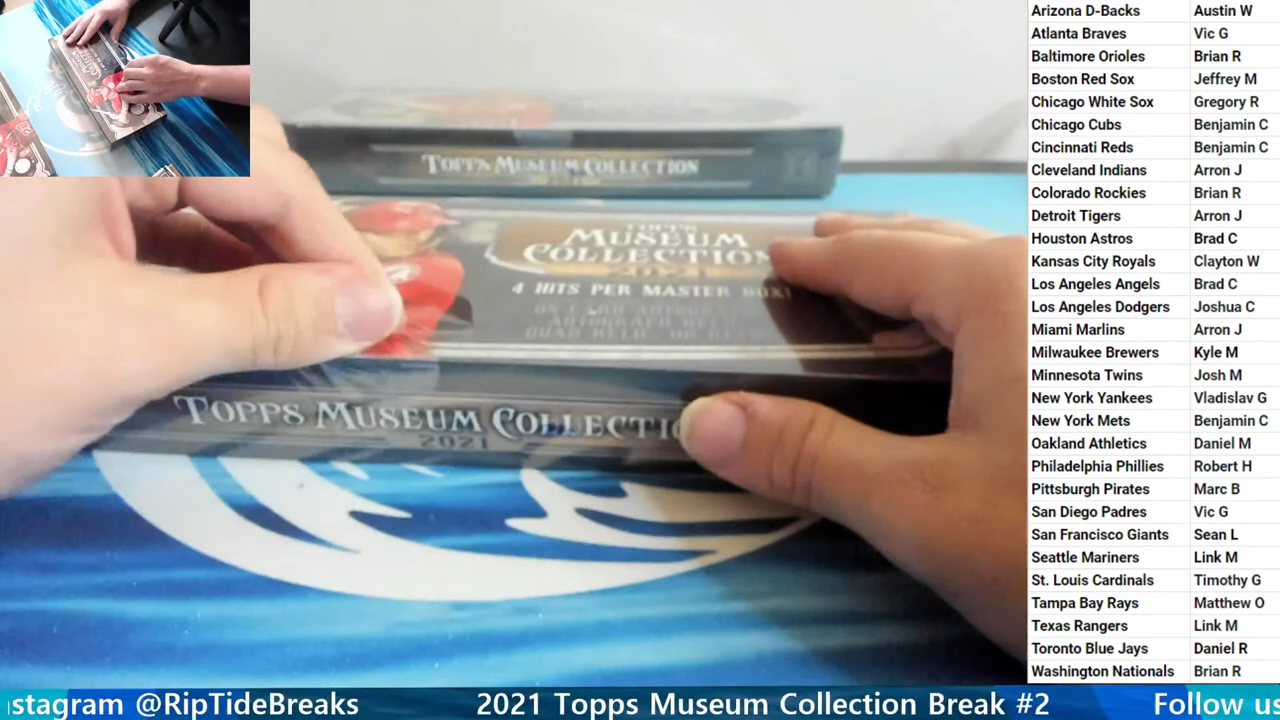 TOPPS MUSEUM COLLECTION
TOPPS
MUSEUM
COLLECTION
2021
4 HITS PER MASTER BOX!
TOPPS MUSEUM COLLECTIO
2021
Arizona D-Backs Austin W
Atlanta Braves Vic G
Baltimore Orioles Brian R
Boston Red Sox Jeffrey M
Chicago White Sox Gregory R
Chicago Cubs Benjamin C
Cincinnati Reds Benjamin C
Cleveland Indians Arron J
Colorado Rockies Brian R
Detroit Tigers Arron J
Houston Astros Brad C
Kansas City Royals Clayton W
Los Angeles Angels Brad C
Los Angeles Dodgers Joshua C
Miami Marlins Arron J
Milwaukee Brewers Kyle M
Minnesota Twins Josh M
New York Yankees Vladislav G
New York Mets Benjamin C
Oakland Athletics Daniel M
Philadelphia Phillies Robert H
Pittsburgh Pirates Marc B
San Diego Padres Vic G
San Francisco Giants Sean L
Seattle Mariners Link M
St. Louis Cardinals Timothy G
Tampa Bay Rays Matthew O
Texas Rangers Link M
Toronto Blue Jays Daniel R
Washington Nationals Brian R
stagram @RipTideBreaks 2021 Topps Museum Collection Break #2 Follow us